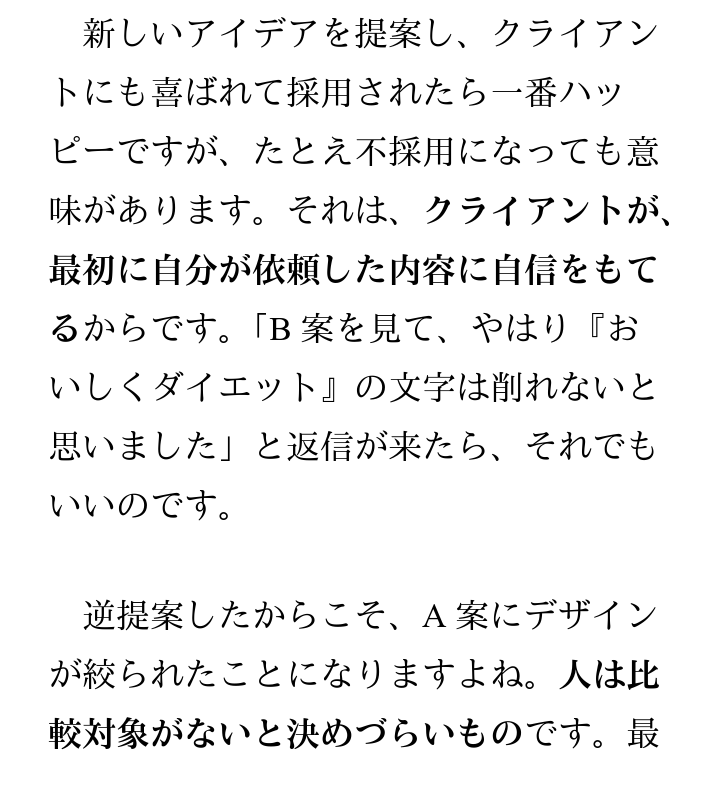 新しいアイデアを提案し、クライアン
トにも喜ばれて採用されたら一番ハッ
ピーですが、たとえ不採用になっても意
味があります。それは、クライアントが、
最初に自分が依頼した内容に自信をもて
るからです。「B 案を見て、やはり『お
いしくダイエット』の文字は削れないと
思いました」と返信が来たら、それでも
いいのです。
　逆提案したからこそ、A 案にデザイン
が絞られたことになりますよね。人は比
較対象がないと決めづらいものです。最